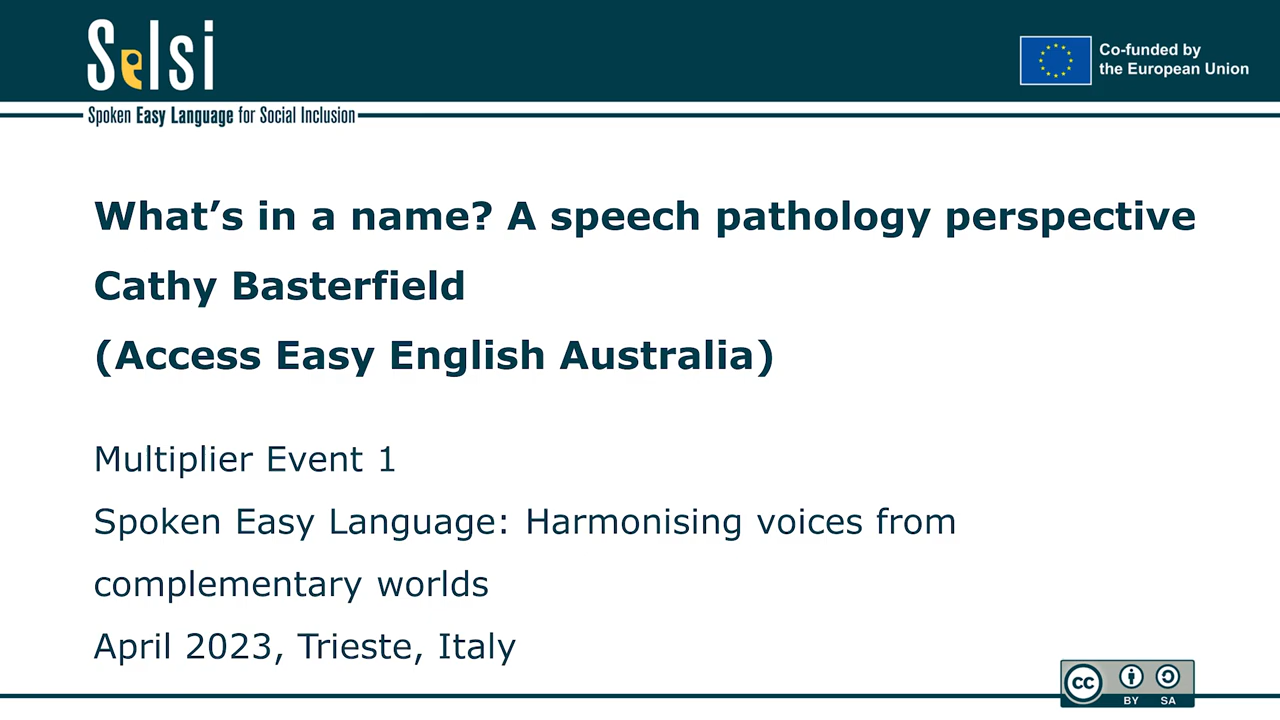 Selsi
Spoken Easy Language for Social Inclusion
Co-funded by
the European Union
What’s in a name? A speech pathology perspective
Cathy Basterfield
(Access Easy English Australia)
Multiplier Event 1
Spoken Easy Language: Harmonising voices from
complementary worlds
April 2023, Trieste, Italy
cc
BY SA